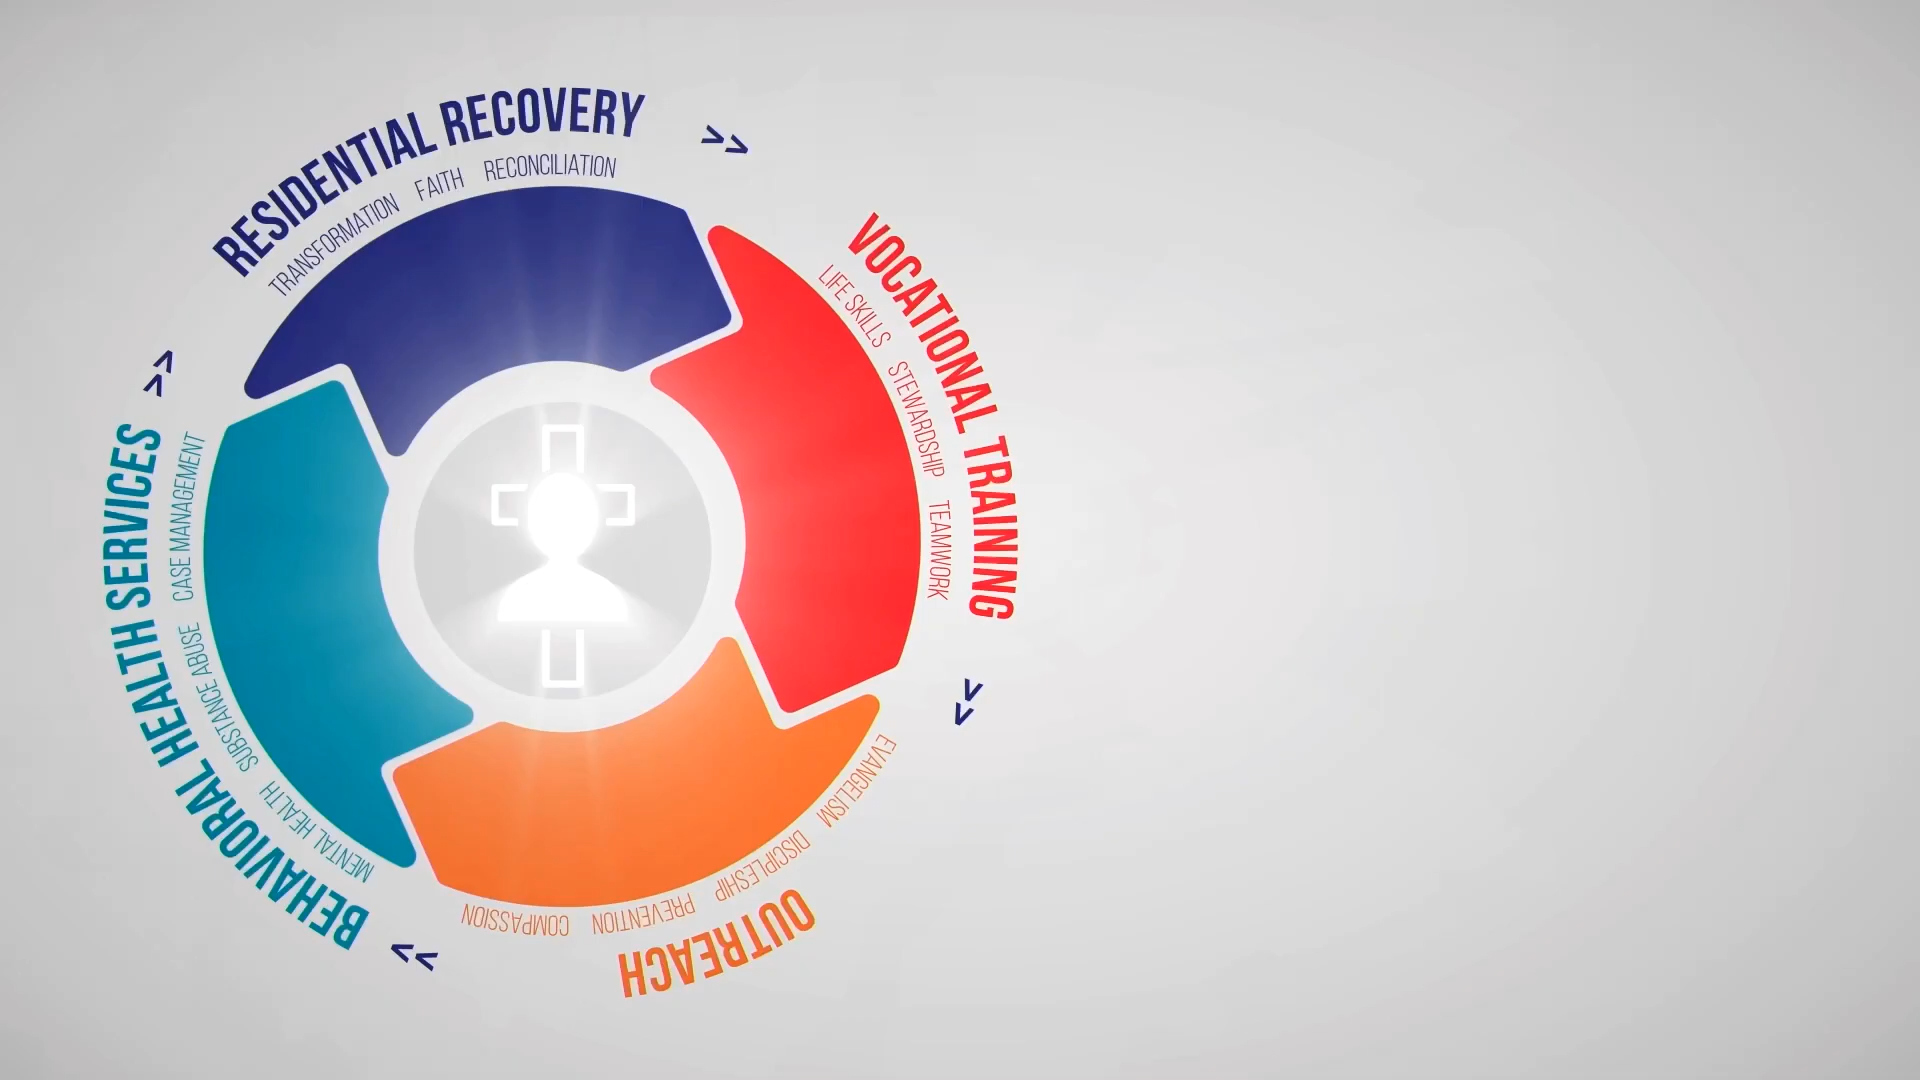 RESIDENTIAL RECOVERY
TRANSFORMATION FAITH RECONCILIATION
VOCATIONAL TRAINING
LIFE SKILLS STEWARDSHIP TEAMWORK
OUTREACH
EVANGELISM DISCIPLESHIP PREVENTION COMPASSION
BEHAVIORAL HEALTH SERVICES
MENTAL HEALTH SUBSTANCE ABUSE CASE MANAGEMENT